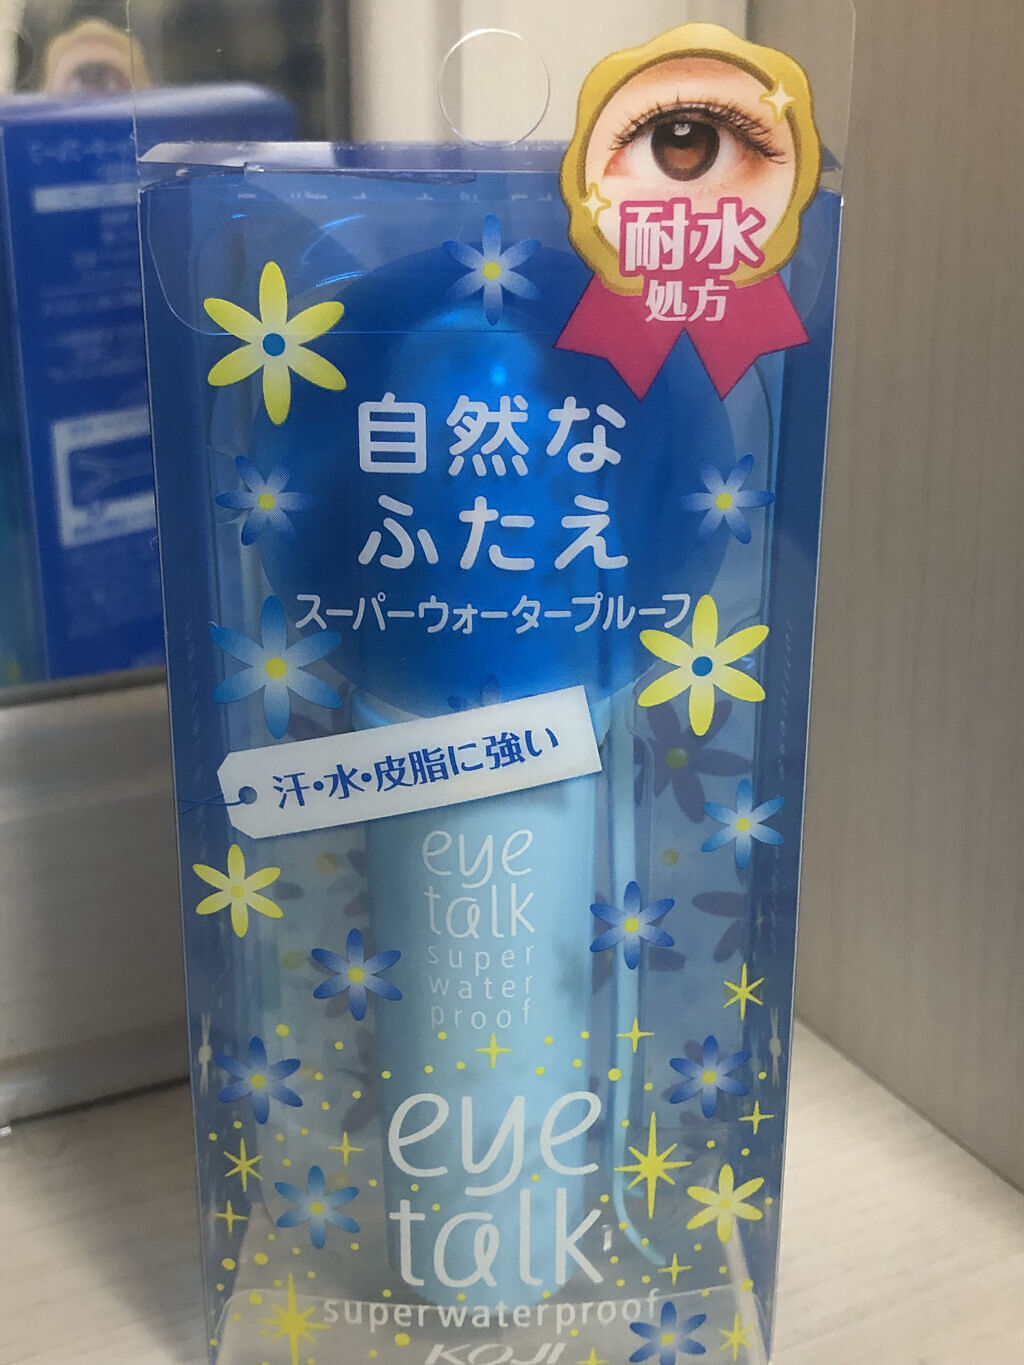 耐水
処方
自然な
ふたえ
スーパーウォータープルーフ
汗・水・皮脂に強い
eye
talk
super
water
proof
eye
talk
superwaterproof
KOJI